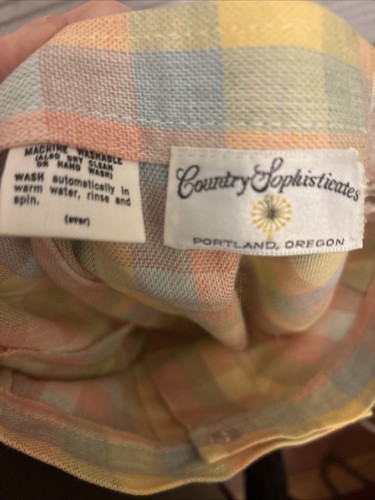 MACHINE WASHABLE
(ALSO DRY CLEAN
OR HAND WASH)
WASH automatically in
warm water, rinse and
spin.
(over)
Country Sophisticates
PORTLAND, OREGON